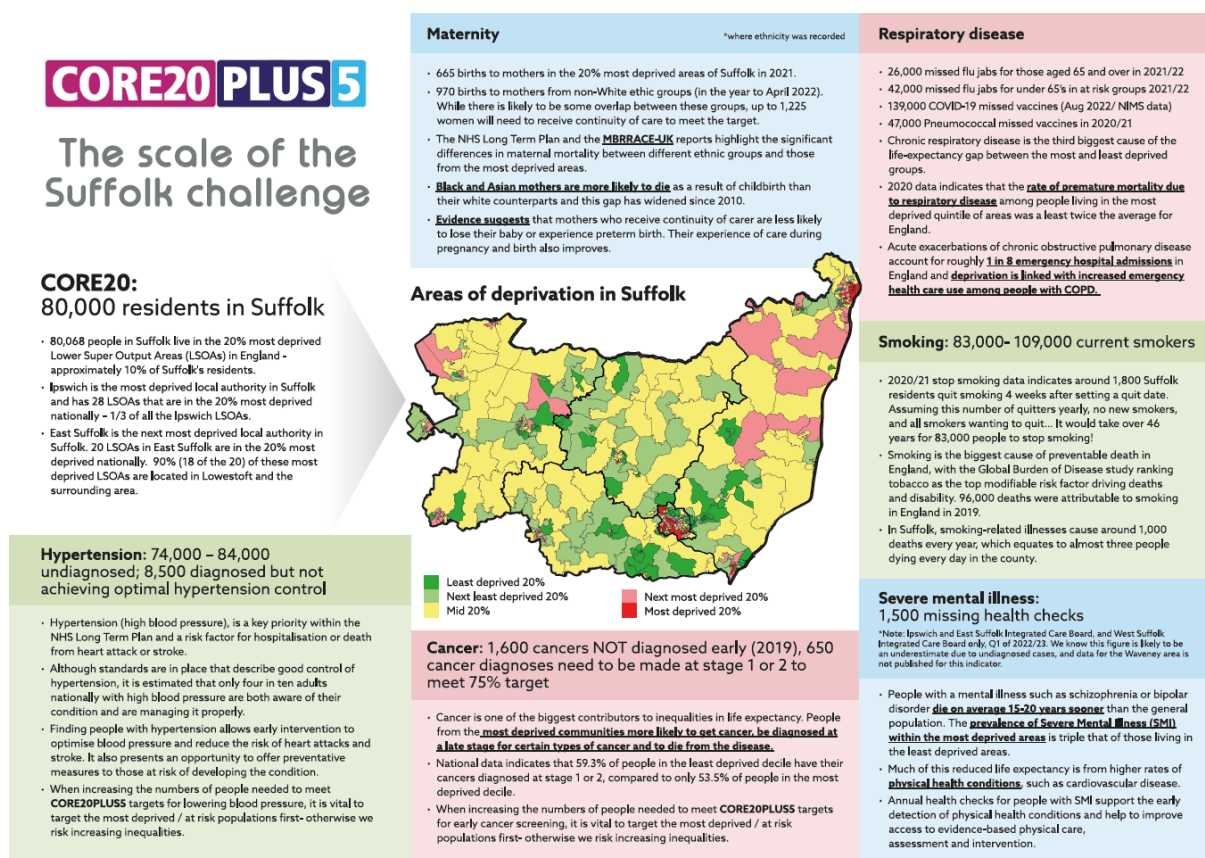 CORE20 PLUS 5
The scale of the
Suffolk challenge
CORE20:
80,000 residents in Suffolk
• 80,068 people in Suffolk live in the 20% most deprived
Lower Super Output Areas (LSOAs) in England -
approximately 10% of Suffolk's residents.
• Ipswich is the most deprived local authority in Suffolk
and has 28 LSOAs that are in the 20% most deprived
nationally – 1/3 of all the Ipswich LSOAs.
• East Suffolk is the next most deprived local authority in
Suffolk. 20 LSOAs in East Suffolk are in the 20% most
deprived nationally. 90% (18 of the 20) of these most
deprived LSOAs are located in Lowestoft and the
surrounding area.
Hypertension: 74,000 – 84,000
undiagnosed; 8,500 diagnosed but not
achieving optimal hypertension control
• Hypertension (high blood pressure), is a key priority within the
NHS Long Term Plan and a risk factor for hospitalisation or death
from heart attack or stroke.
• Although standards are in place that describe good control of
hypertension, it is estimated that only four in ten adults
nationally with high blood pressure are both aware of their
condition and are managing it properly.
• Finding people with hypertension allows early intervention to
optimise blood pressure and reduce the risk of heart attacks and
stroke. It also presents an opportunity to offer preventative
measures to those at risk of developing the condition.
• When increasing the numbers of people needed to meet
CORE20PLUS5 targets for lowering blood pressure, it is vital to
target the most deprived / at risk populations first- otherwise we
risk increasing inequalities.
Maternity
*where ethnicity was recorded
• 665 births to mothers in the 20% most deprived areas of Suffolk in 2021.
• 970 births to mothers from non-White ethic groups (in the year to April 2022).
While there is likely to be some overlap between these groups, up to 1,225
women will need to receive continuity of care to meet the target.
• The NHS Long Term Plan and the MBRRACE-UK reports highlight the significant
differences in maternal mortality between different ethnic groups and those
from the most deprived areas.
• Black and Asian mothers are more likely to die as a result of childbirth than
their white counterparts and this gap has widened since 2010.
• Evidence suggests that mothers who receive continuity of carer are less likely
to lose their baby or experience preterm birth. Their experience of care during
pregnancy and birth also improves.
Areas of deprivation in Suffolk
Least deprived 20%
Next least deprived 20%
Mid 20%
Next most deprived 20%
Most deprived 20%
Cancer: 1,600 cancers NOT diagnosed early (2019), 650
cancer diagnoses need to be made at stage 1 or 2 to
meet 75% target
• Cancer is one of the biggest contributors to inequalities in life expectancy. People
from the most deprived communities more likely to get cancer, be diagnosed at
a late stage for certain types of cancer and to die from the disease.
• National data indicates that 59.3% of people in the least deprived decile have their
cancers diagnosed at stage 1 or 2, compared to only 53.5% of people in the most
deprived decile.
• When increasing the numbers of people needed to meet CORE20PLUS5 targets
for early cancer screening, it is vital to target the most deprived / at risk
populations first- otherwise we risk increasing inequalities.
Respiratory disease
• 26,000 missed flu jabs for those aged 65 and over in 2021/22
• 42,000 missed flu jabs for under 65's in at risk groups 2021/22
• 139,000 COVID-19 missed vaccines (Aug 2022/ NIMS data)
• 47,000 Pneumococcal missed vaccines in 2020/21
• Chronic respiratory disease is the third biggest cause of the
life-expectancy gap between the most and least deprived
groups.
• 2020 data indicates that the rate of premature mortality due
to respiratory disease among people living in the most
deprived quintile of areas was a least twice the average for
England.
• Acute exacerbations of chronic obstructive pulmonary disease
account for roughly 1 in 8 emergency hospital admissions in
England and deprivation is linked with increased emergency
health care use among people with COPD.
Smoking: 83,000- 109,000 current smokers
• 2020/21 stop smoking data indicates around 1,800 Suffolk
residents quit smoking 4 weeks after setting a quit date.
Assuming this number of quitters yearly, no new smokers,
and all smokers wanting to quit... It would take over 46
years for 83,000 people to stop smoking!
• Smoking is the biggest cause of preventable death in
England, with the Global Burden of Disease study ranking
tobacco as the top modifiable risk factor driving deaths
and disability. 96,000 deaths were attributable to smoking
in England in 2019.
• In Suffolk, smoking-related illnesses cause around 1,000
deaths every year, which equates to almost three people
dying every day in the county.
Severe mental illness:
1,500 missing health checks
*Note: Ipswich and East Suffolk Integrated Care Board, and West Suffolk
Integrated Care Board only, Q1 of 2022/23. We know this figure is likely to be
an underestimate due to undiagnosed cases, and data for the Waveney area is
not published for this indicator.
• People with a mental illness such as schizophrenia or bipolar
disorder die on average 15-20 years sooner than the general
population. The prevalence of Severe Mental Illness (SMI)
within the most deprived areas is triple that of those living in
the least deprived areas.
• Much of this reduced life expectancy is from higher rates of
physical health conditions, such as cardiovascular disease.
• Annual health checks for people with SMI support the early
detection of physical health conditions and help to improve
access to evidence-based physical care,
assessment and intervention.